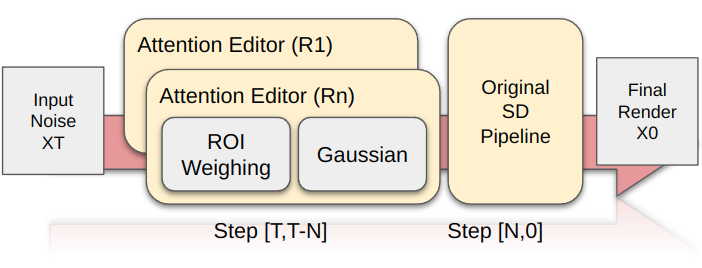 Attention Editor (R1)
Attention Editor (Rn)
Input
Noise
XT
ROI
Weighing
Gaussian
Original
SD
Pipeline
Final
Render
X0
Step [T,T-N]
Step [N,0]